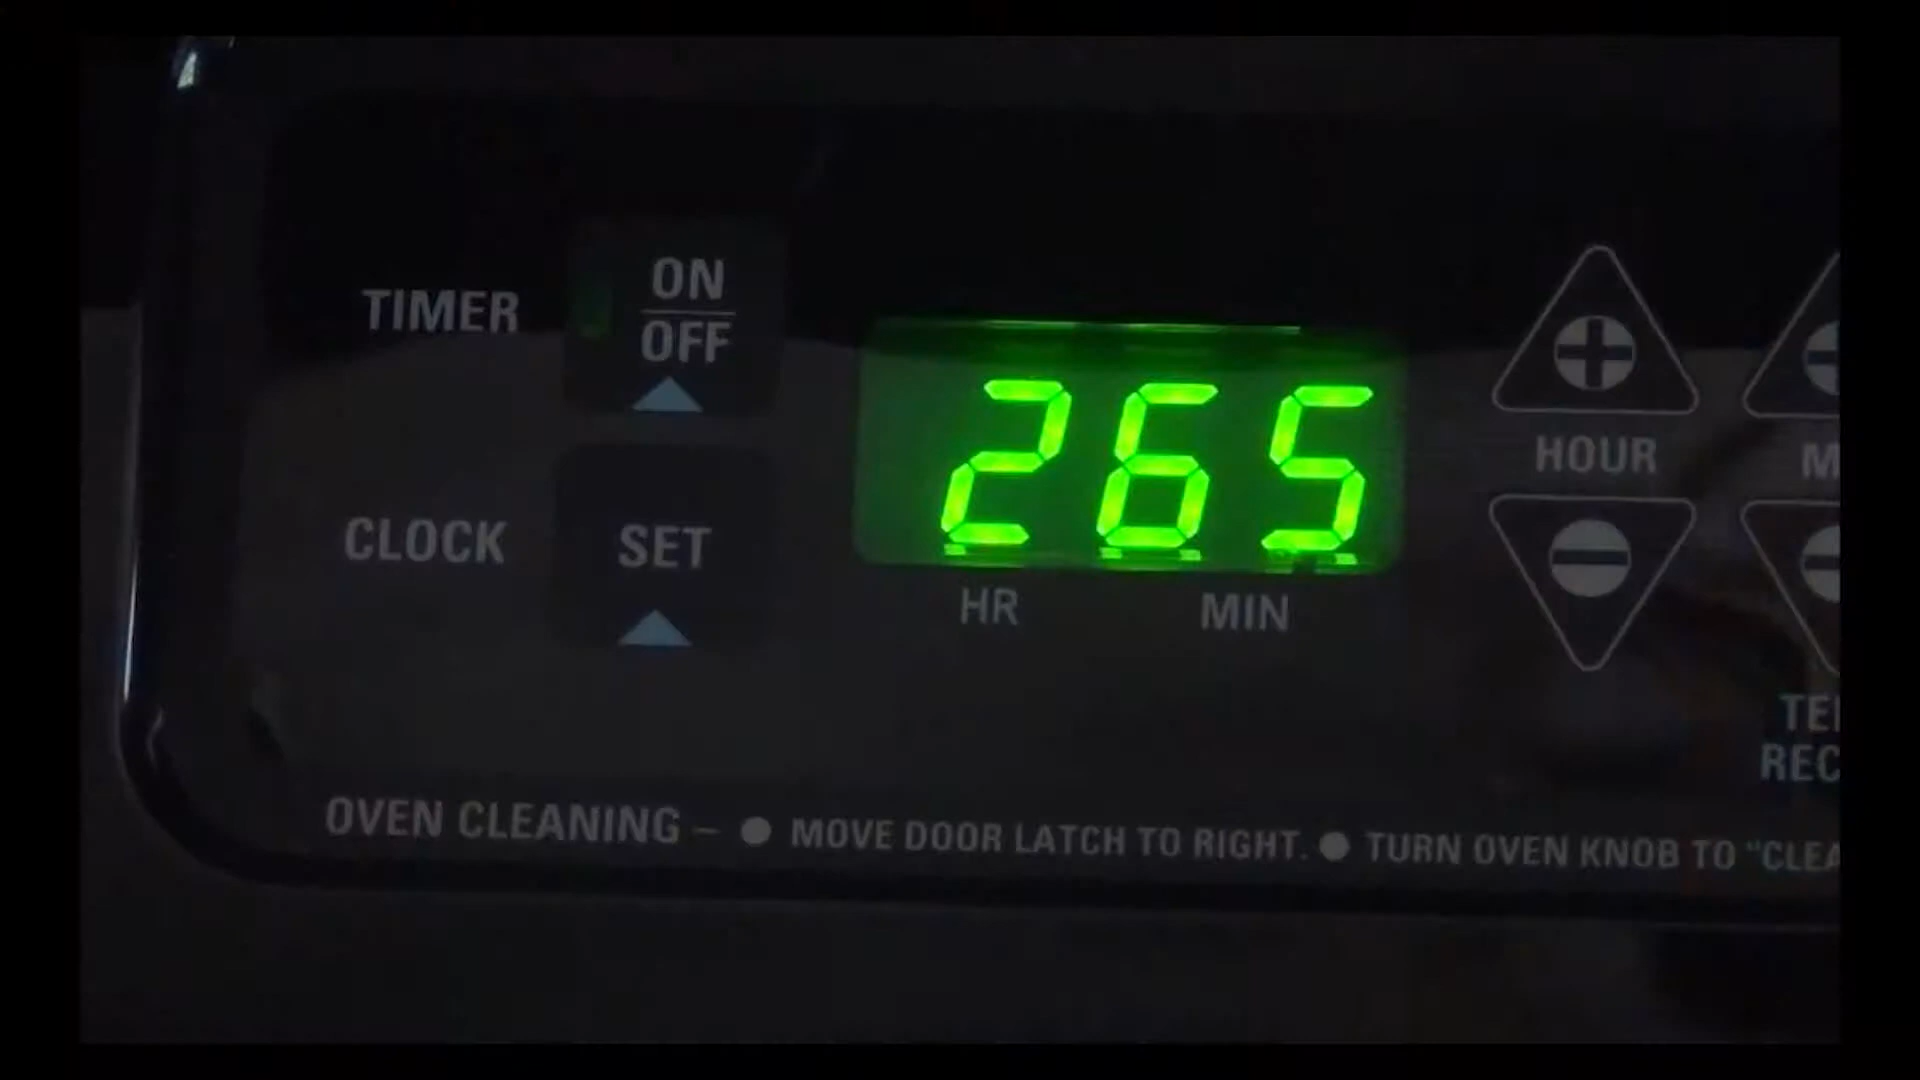 TIMER
ON
OFF
265
HOUR
HR
MIN
CLOCK
SET
OVEN CLEANING – ● MOVE DOOR LATCH TO RIGHT. ● TURN OVEN KNOB TO